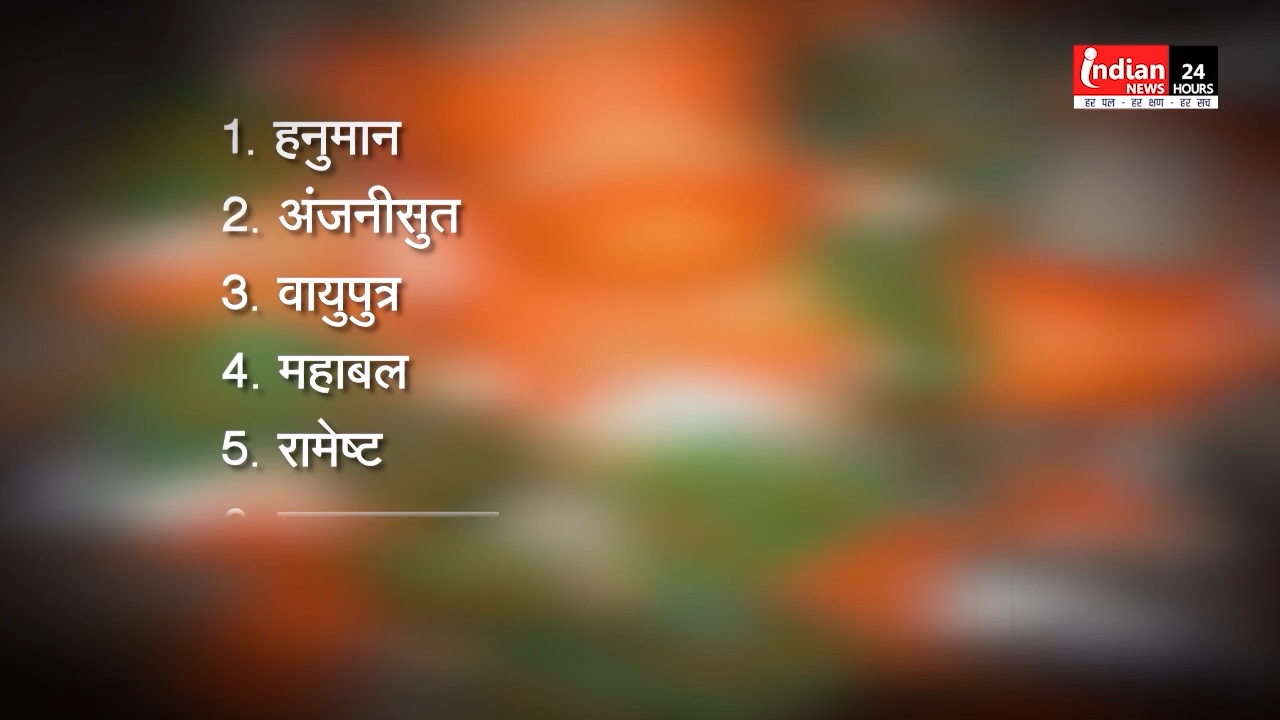 indian
NEWS
24
HOURS
हर पल - हर क्षण - हर सच
1. हनुमान
2. अंजनीसुत
3. वायुपुत्र
4. महाबल
5. रामेष्ट